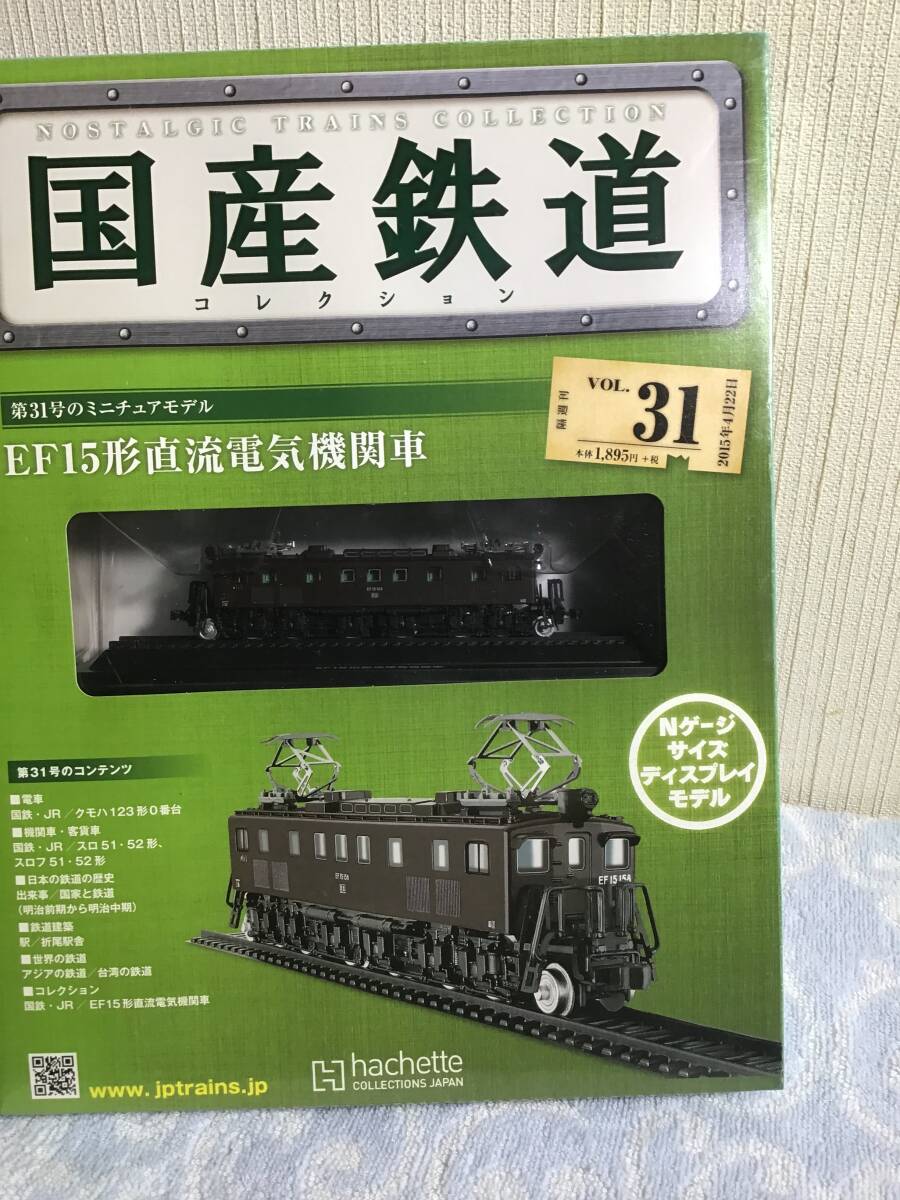 NOSTALGIC TRAINS COLLECTION
国産鉄道
コレクション
第31号のミニチュアモデル
EF15形直流電気機関車
隔週刊
VOL. 31
本体1,895円+税
2015年4月22日
EF15 158
Nゲージ
サイズ
ディスプレイ
モデル
第31号のコンテンツ
■電車
国鉄・JR/クモハ123形0番台
■機関車・客貨車
国鉄・JR/スロ51・52形、
スロフ51・52形
■日本の鉄道の歴史
出来事/国家と鉄道
(明治前期から明治中期)
■鉄道建築
駅/折尾駅舎
■世界の鉄道
アジアの鉄道/台湾の鉄道
■コレクション
国鉄・JR/EF15形直流電気機関車
EF15 158
EF15 158
www.jptrains.jp
hachette
COLLECTIONS JAPAN